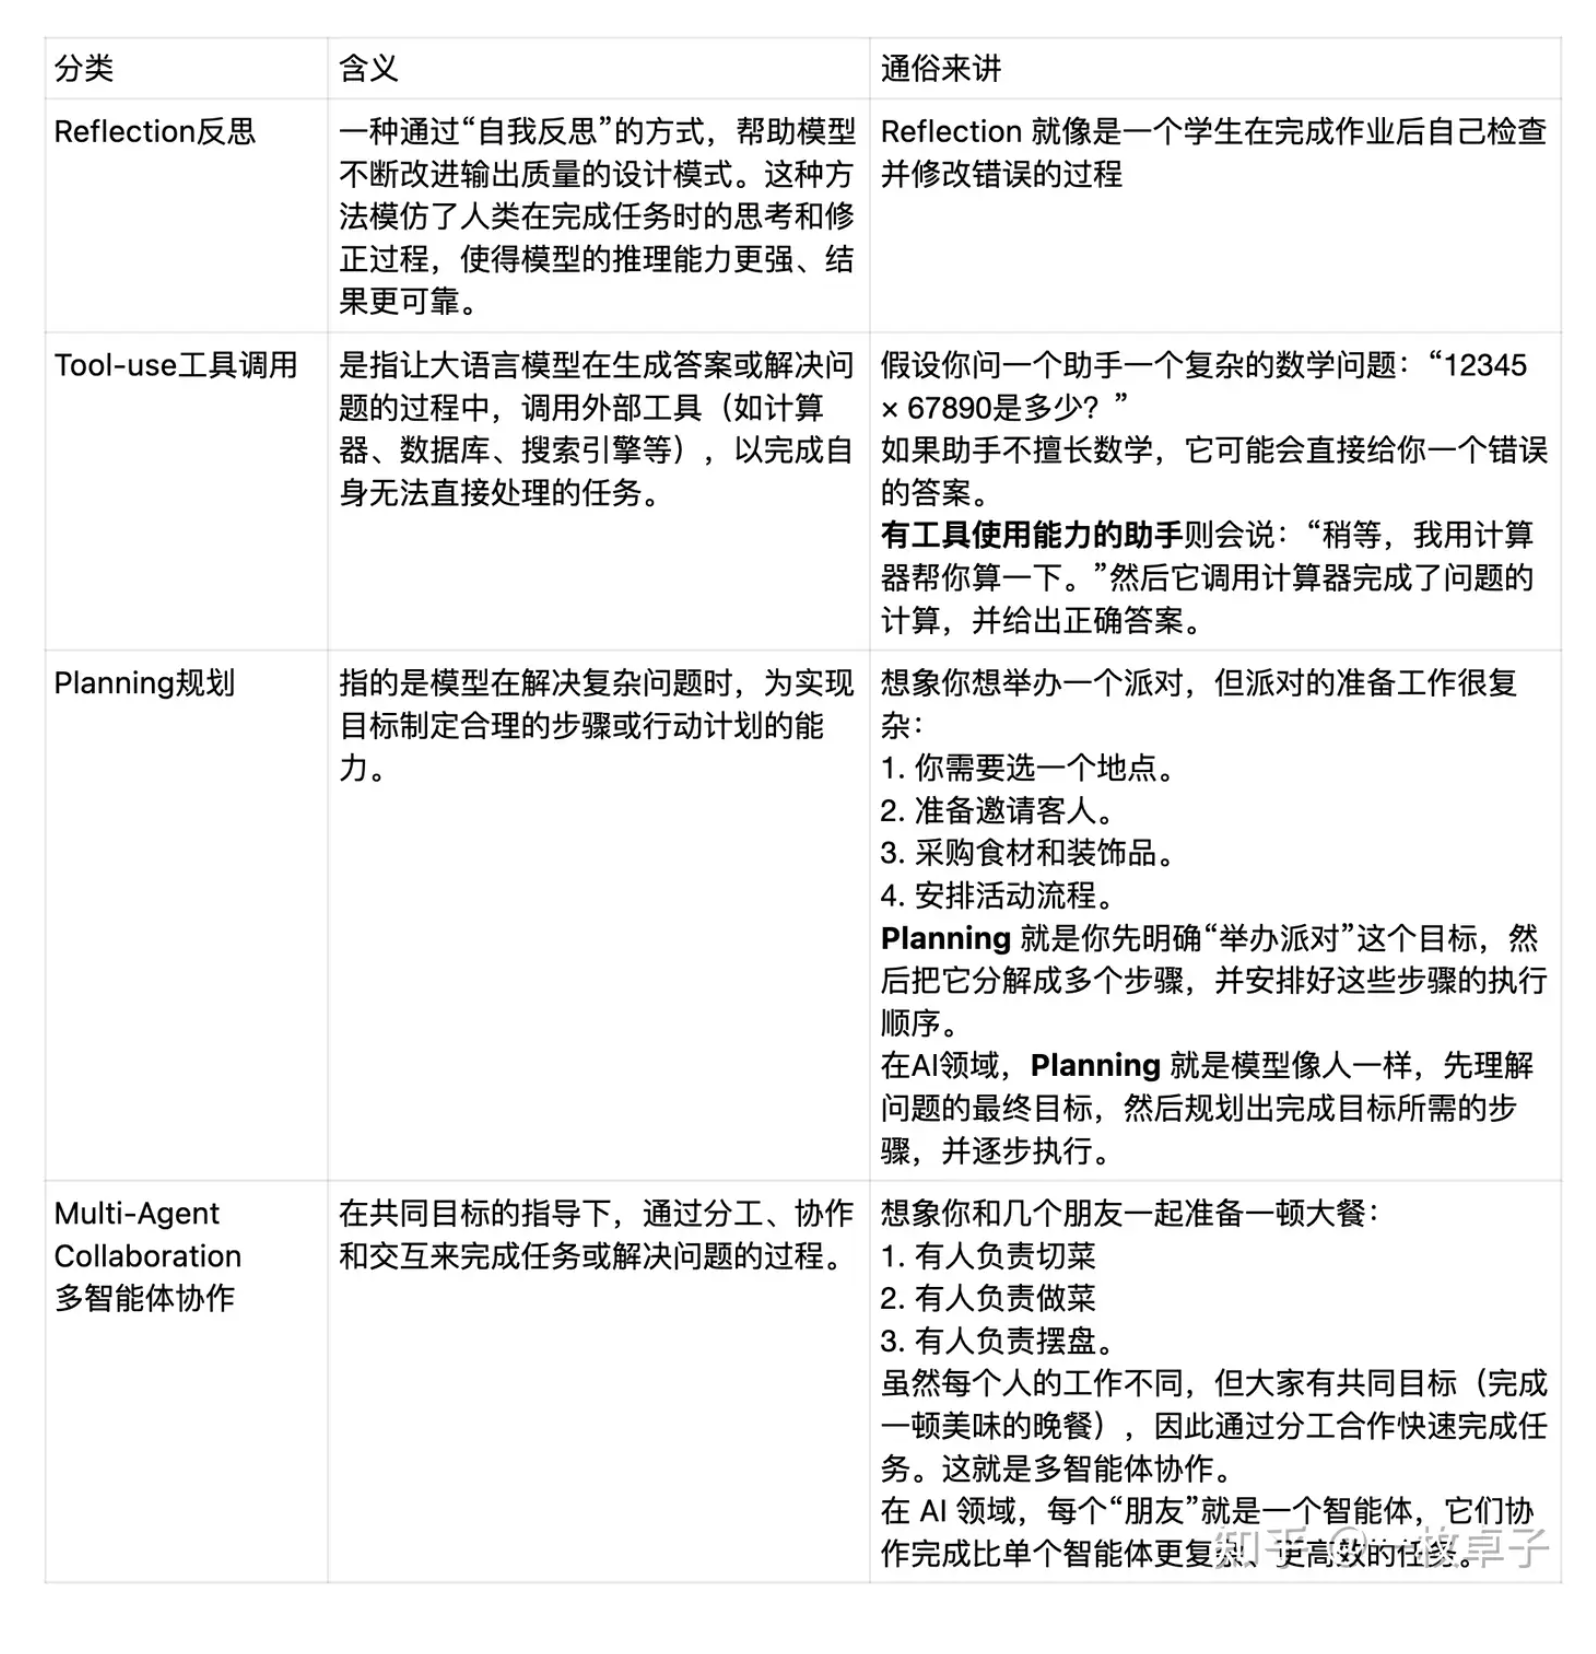 分类
含义
通俗来讲
Reflection反思
一种通过“自我反思”的方式，帮助模型
不断改进输出质量的设计模式。这种方
法模仿了人类在完成任务时的思考和修
正过程，使得模型的推理能力更强、结
果更可靠。
Reflection 就像是一个学生在完成作业后自己检查
并修改错误的过程
Tool-use工具调用
是指让大语言模型在生成答案或解决问
题的过程中，调用外部工具（如计算
器、数据库、搜索引擎等），以完成自
身无法直接处理的任务。
假设你问一个助手一个复杂的数学问题：“12345
× 67890是多少？”
如果助手不擅长数学，它可能会直接给你一个错误
的答案。
有工具使用能力的助手则会说：“稍等，我用计算
器帮你算一下。”然后它调用计算器完成了问题的
计算，并给出正确答案。
Planning规划
指的是模型在解决复杂问题时，为实现
目标制定合理的步骤或行动计划的能
力。
想象你想举办一个派对，但派对的准备工作很复
杂：
1. 你需要选一个地点。
2. 准备邀请客人。
3. 采购食材和装饰品。
4. 安排活动流程。
Planning 就是你先明确“举办派对”这个目标，然
后把它分解成多个步骤，并安排好这些步骤的执行
顺序。
在AI领域，Planning 就是模型像人一样，先理解
问题的最终目标，然后规划出完成目标所需的步
骤，并逐步执行。
Multi-Agent
Collaboration
多智能体协作
在共同目标的指导下，通过分工、协作
和交互来完成任务或解决问题的过程。
想象你和几个朋友一起准备一顿大餐：
1. 有人负责切菜
2. 有人负责做菜
3. 有人负责摆盘。
虽然每个人的工作不同，但大家有共同目标（完成
一顿美味的晚餐），因此通过分工合作快速完成任
务。这就是多智能体协作。
在 AI 领域，每个“朋友”就是一个智能体，它们协
作完成比单个智能体更复杂、更高效的任务。
知乎 @一枚卓子